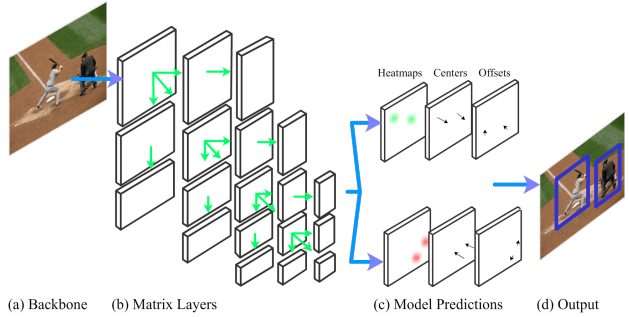 Heatmaps Centers Offsets
(a) Backbone (b) Matrix Layers (c) Model Predictions (d) Output